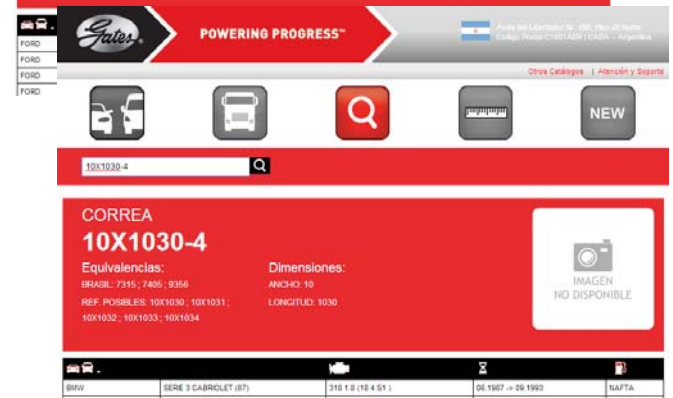 FORD
FORD
FORD
FORD
Gates.
POWERING PROGRESS™
Otros Catálogos | Atención y Soporte
NEW
10X1030-4
CORREA
10X1030-4
Equivalencias:
BRASIL: 7315 ; 7405 ; 9356
REF. POSIBLES: 10X1030 ; 10X1031 ;
10X1032 ; 10X1033 ; 10X1034
Dimensiones:
ANCHO: 10
LONGITUD: 1030
IMAGEN
NO DISPONIBLE
BMW SERIE 3 CABRIOLET (87) 318 1.8 (18 4 S1 ) 06.1987 -> 09.1993 NAFTA